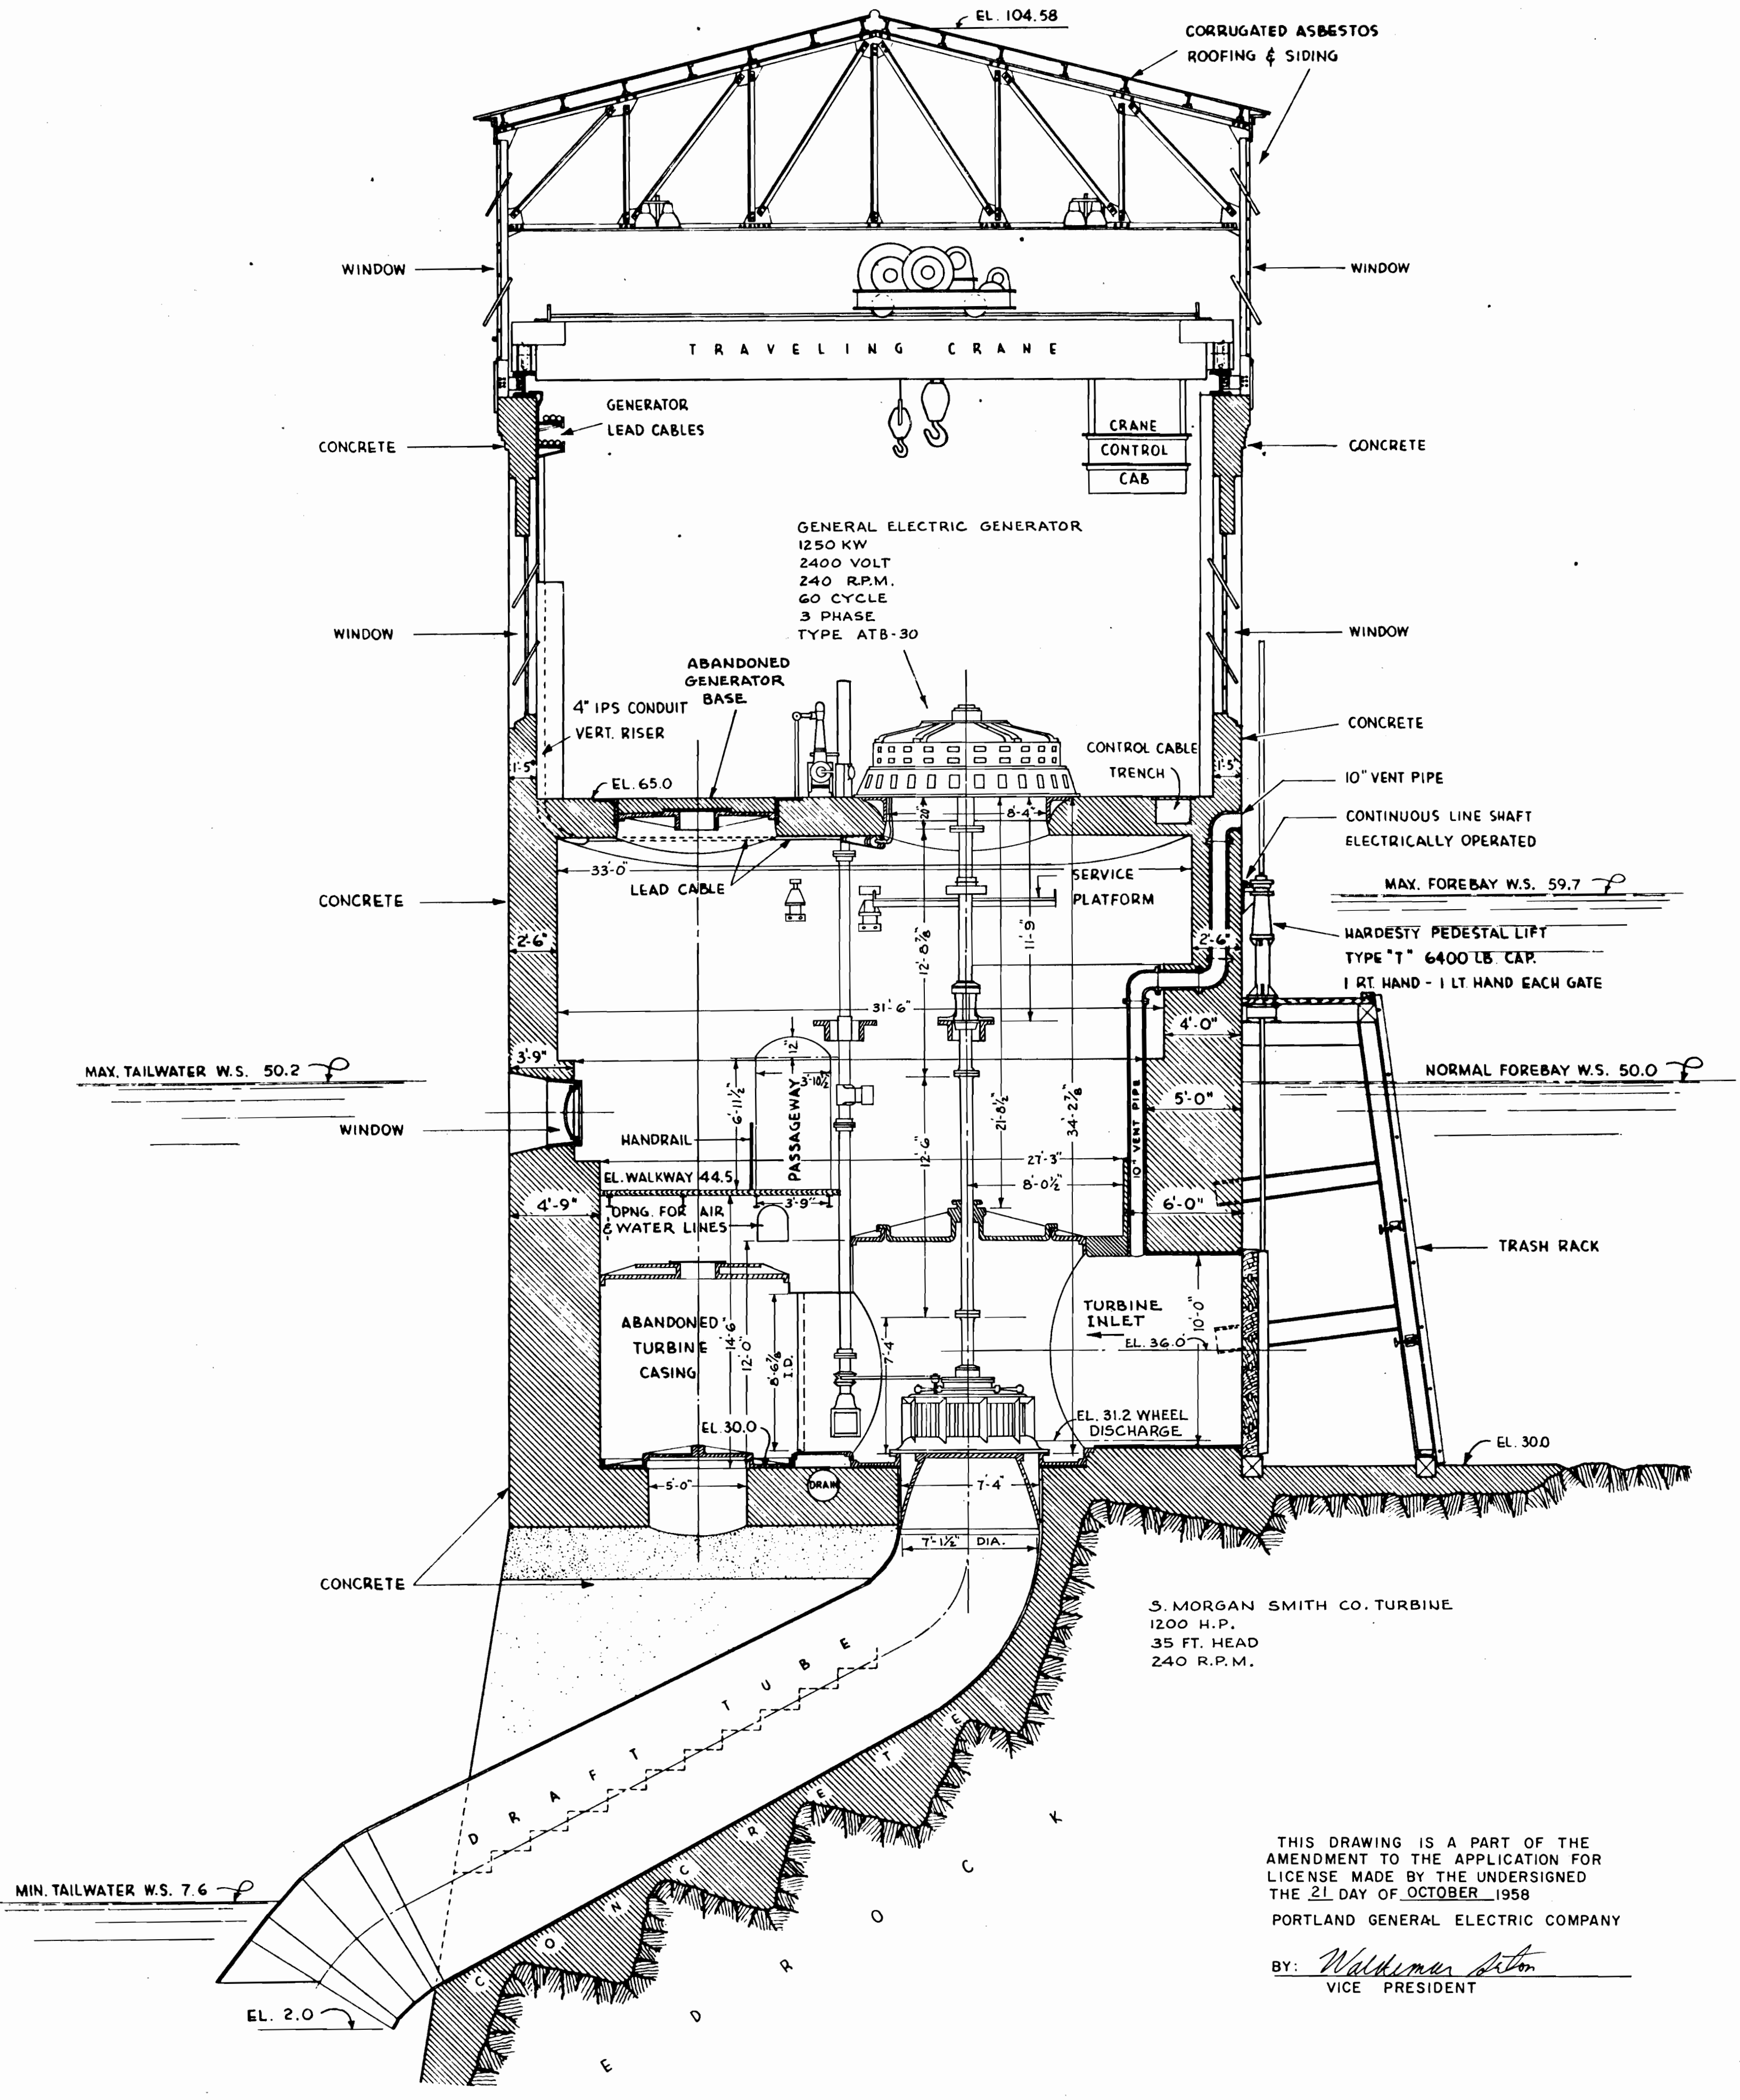 EL. 104.58
CORRUGATED ASBESTOS
ROOFING & SIDING
WINDOW
WINDOW
TRAVELING CRANE
GENERATOR
LEAD CABLES
CRANE
CONTROL
CAB
CONCRETE
CONCRETE
GENERAL ELECTRIC GENERATOR
1250 KW
2400 VOLT
240 R.P.M.
60 CYCLE
3 PHASE
TYPE ATB-30
WINDOW
WINDOW
ABANDONED
GENERATOR
BASE
4" IPS CONDUIT
VERT. RISER
CONCRETE
CONTROL CABLE
TRENCH
1'-5"
1'-5"
EL. 65.0
10" VENT PIPE
20"
8'-4"
CONTINUOUS LINE SHAFT
ELECTRICALLY OPERATED
33'-0"
LEAD CABLE
SERVICE
PLATFORM
MAX. FOREBAY W.S. 59.7
CONCRETE
2'-6"
2'-6"
12'-8 7/8"
11'-9"
HARDESTY PEDESTAL LIFT
TYPE "T" 6400 LB. CAP.
1 RT. HAND - 1 LT. HAND EACH GATE
31'-6"
4'-0"
3'-9"
12"
MAX. TAILWATER W.S. 50.2
NORMAL FOREBAY W.S. 50.0
3'-10 1/2"
6'-11 1/2"
PASSAGEWAY
21'-8 1/2"
34'-2 7/8"
10" VENT PIPE
5'-0"
WINDOW
HANDRAIL
12'-6"
27'-3"
EL. WALKWAY 44.5
8'-0 1/2"
4'-9"
3'-9"
6'-0"
OPNG. FOR AIR
& WATER LINES
TRASH RACK
ABANDONED
TURBINE
CASING
14'-6"
12'-0"
8'-6 7/8"
I.D.
7'-4"
TURBINE
INLET
10'-0"
EL. 36.0
EL. 30.0
EL. 31.2 WHEEL
DISCHARGE
EL. 30.0
5'-0"
DRAIN
7'-4"
7'-1 1/2" DIA.
CONCRETE
S. MORGAN SMITH CO. TURBINE
1200 H.P.
35 FT. HEAD
240 R.P.M.
DRAFT TUBE
CONCRETE
BEDROCK
MIN. TAILWATER W.S. 7.6
EL. 2.0
THIS DRAWING IS A PART OF THE
AMENDMENT TO THE APPLICATION FOR
LICENSE MADE BY THE UNDERSIGNED
THE 21 DAY OF OCTOBER 1958
PORTLAND GENERAL ELECTRIC COMPANY
BY: Waldemar Seton
VICE PRESIDENT